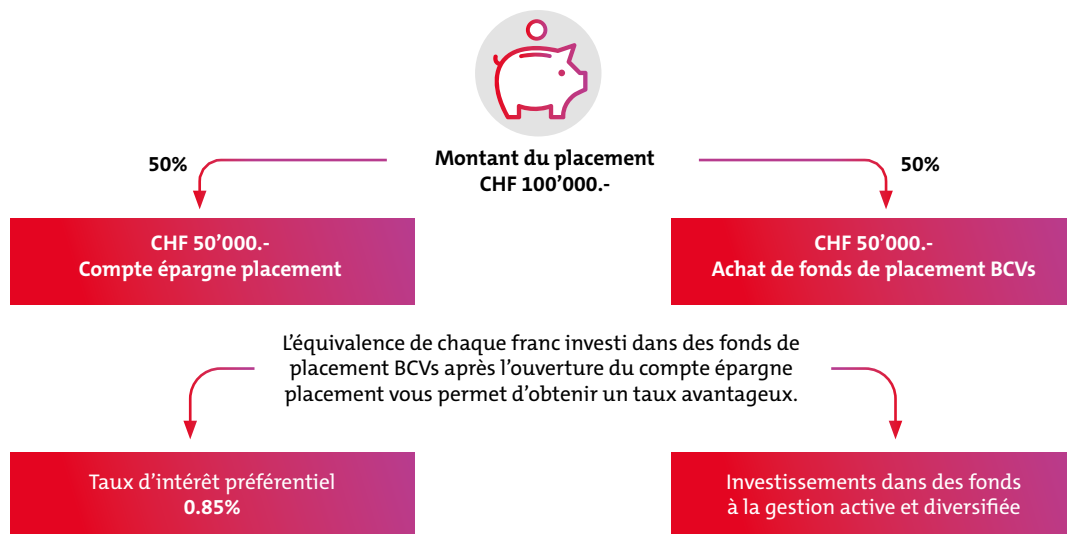 50%
Montant du placement
CHF 100’000.-
50%
CHF 50’000.-
Compte épargne placement
CHF 50’000.-
Achat de fonds de placement BCVs
L’équivalence de chaque franc investi dans des fonds de
placement BCVs après l’ouverture du compte épargne
placement vous permet d’obtenir un taux avantageux.
Taux d’intérêt préférentiel
0.85%
Investissements dans des fonds
à la gestion active et diversifiée